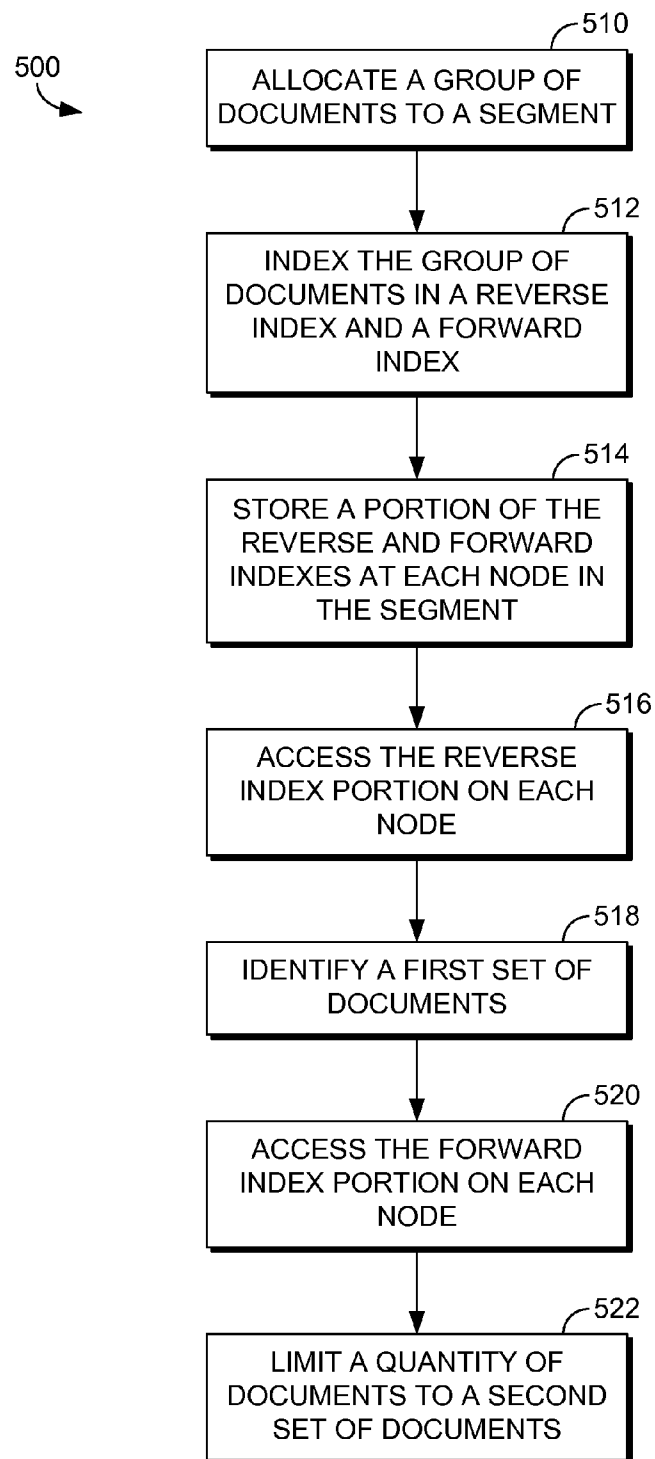 510
500
ALLOCATE A GROUP OF
DOCUMENTS TO A SEGMENT
512
INDEX THE GROUP OF
DOCUMENTS IN A REVERSE
INDEX AND A FORWARD
INDEX
514
STORE A PORTION OF THE
REVERSE AND FORWARD
INDEXES AT EACH NODE IN
THE SEGMENT
516
ACCESS THE REVERSE
INDEX PORTION ON EACH
NODE
518
IDENTIFY A FIRST SET OF
DOCUMENTS
520
ACCESS THE FORWARD
INDEX PORTION ON EACH
NODE
522
LIMIT A QUANTITY OF
DOCUMENTS TO A SECOND
SET OF DOCUMENTS